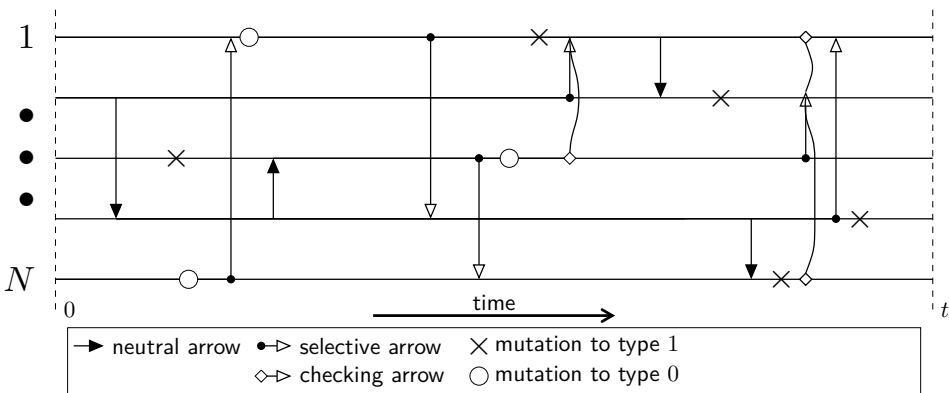 1
N
0
t
time
neutral arrow selective arrow mutation to type 1
checking arrow mutation to type 0